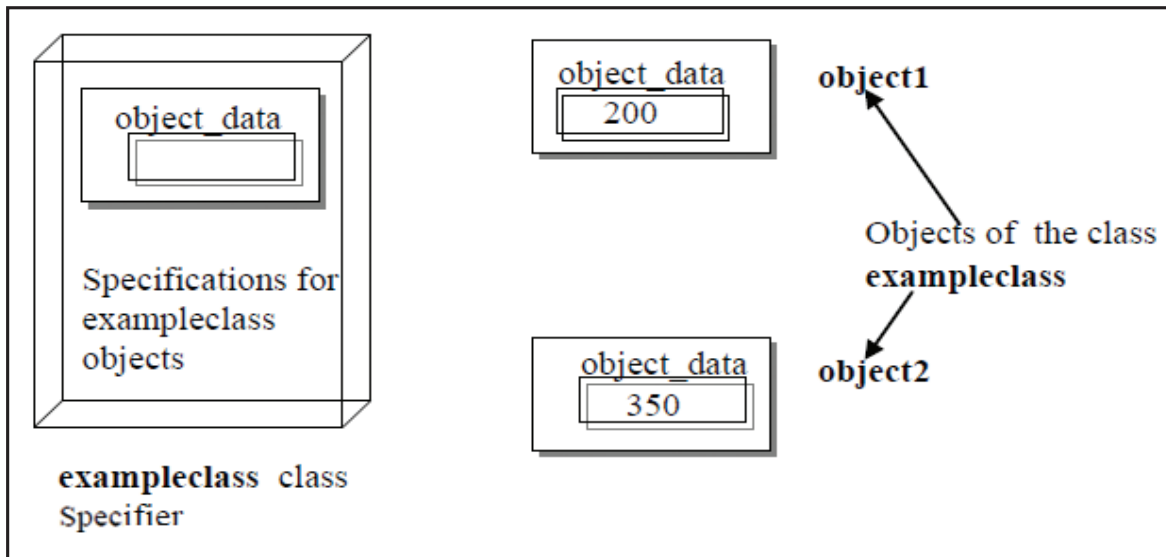 object_data
Specifications for
exampleclass
objects
exampleclass class
Specifier
object_data
200
object1
Objects of the class
exampleclass
object_data
350
object2